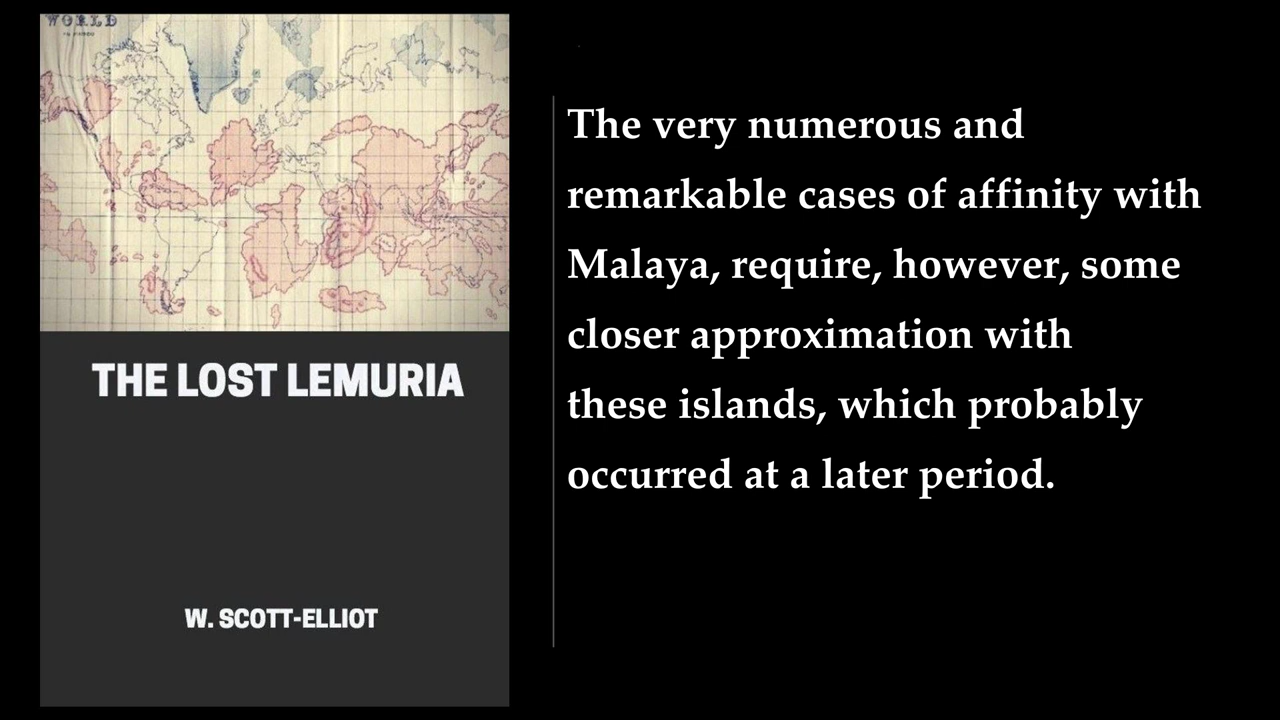 WORLD
THE LOST LEMURIA
W. SCOTT-ELLIOT
The very numerous and
remarkable cases of affinity with
Malaya, require, however, some
closer approximation with
these islands, which probably
occurred at a later period.